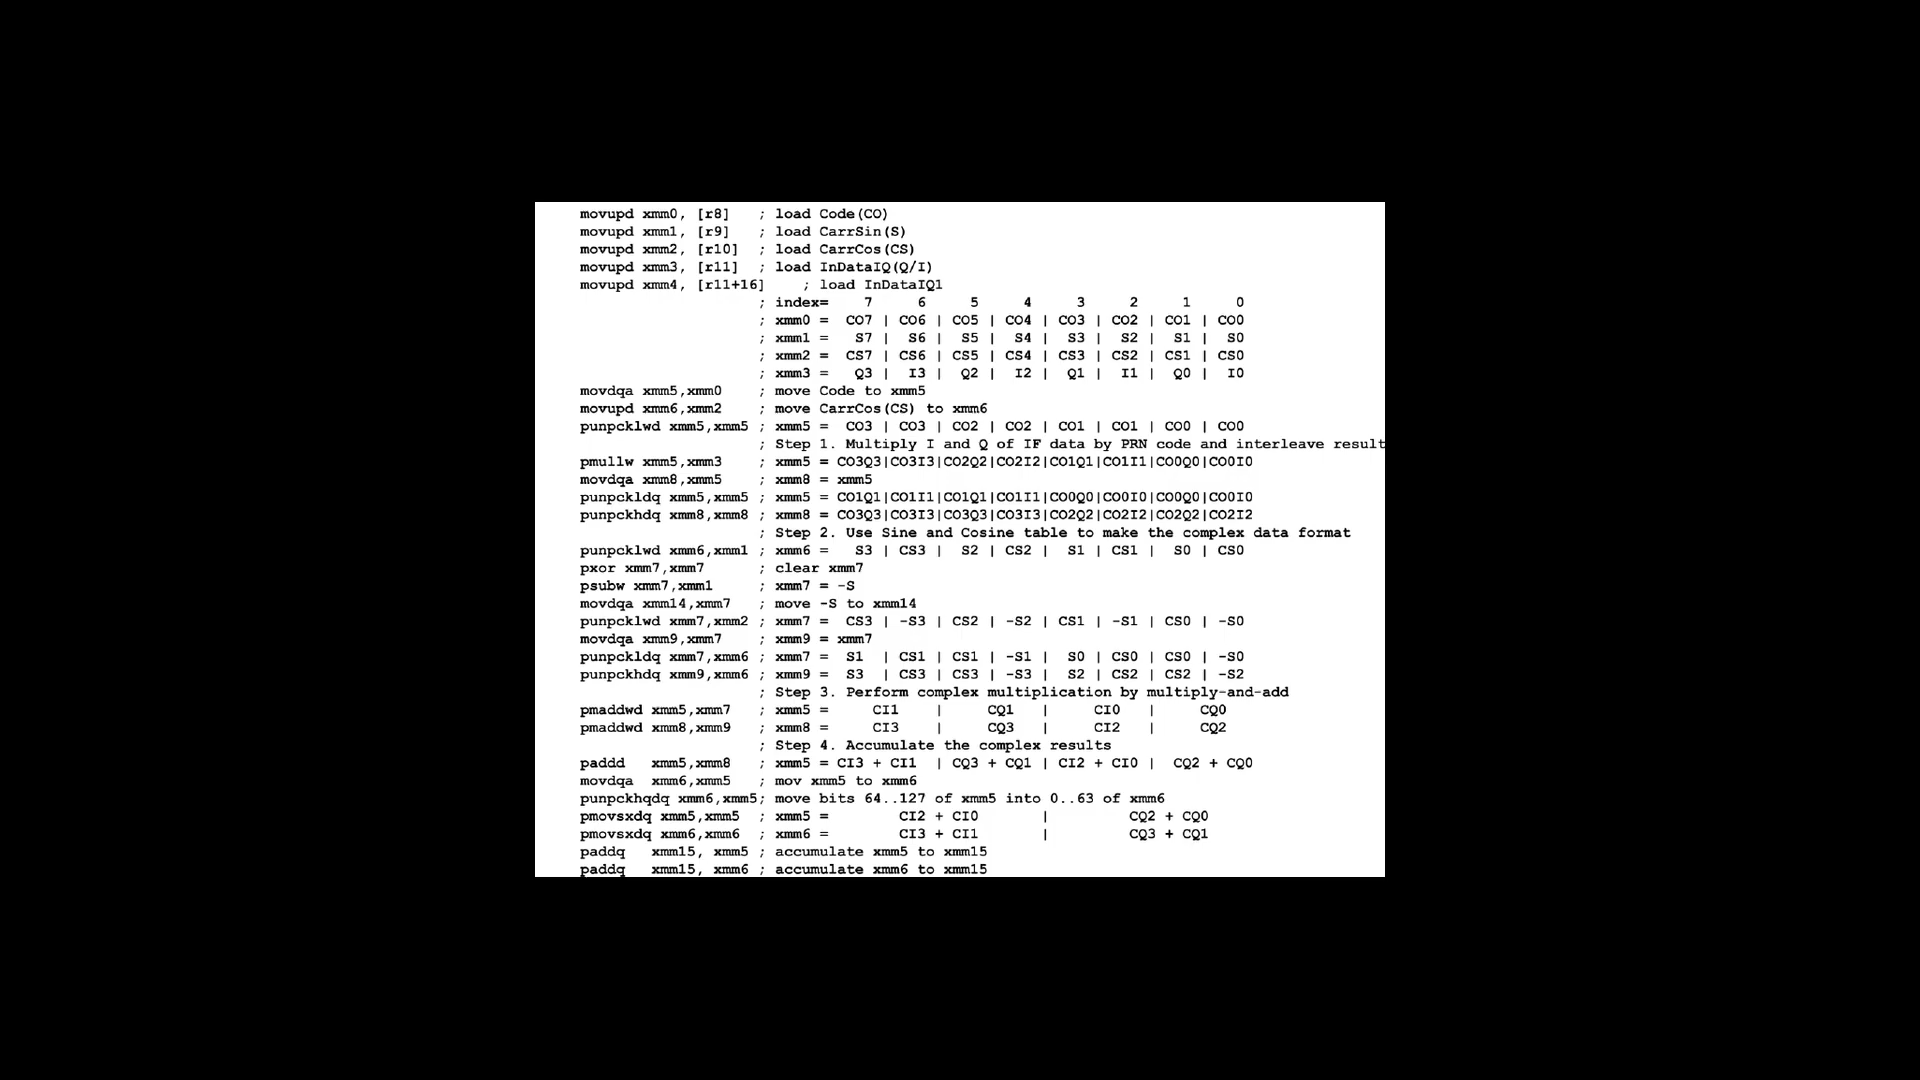 movupd xmm0, [r8]   ; load Code(CO)
movupd xmm1, [r9]   ; load CarrSin(S)
movupd xmm2, [r10]  ; load CarrCos(CS)
movupd xmm3, [r11]  ; load InDataIQ(Q/I)
movupd xmm4, [r11+16]    ; load InDataIQ1
; index=    7     6     5     4     3     2     1     0
; xmm0 =  CO7 | CO6 | CO5 | CO4 | CO3 | CO2 | CO1 | CO0
; xmm1 =   S7 |  S6 |  S5 |  S4 |  S3 |  S2 |  S1 |  S0
; xmm2 =  CS7 | CS6 | CS5 | CS4 | CS3 | CS2 | CS1 | CS0
; xmm3 =   Q3 |  I3 |  Q2 |  I2 |  Q1 |  I1 |  Q0 |  I0
movdqa xmm5,xmm0    ; move Code to xmm5
movupd xmm6,xmm2    ; move CarrCos(CS) to xmm6
punpcklwd xmm5,xmm5 ; xmm5 =  CO3 | CO3 | CO2 | CO2 | CO1 | CO1 | CO0 | CO0
; Step 1. Multiply I and Q of IF data by PRN code and interleave result
pmullw xmm5,xmm3    ; xmm5 = CO3Q3|CO3I3|CO2Q2|CO2I2|CO1Q1|CO1I1|CO0Q0|CO0I0
movdqa xmm8,xmm5    ; xmm8 = xmm5
punpckldq xmm5,xmm5 ; xmm5 = CO1Q1|CO1I1|CO1Q1|CO1I1|CO0Q0|CO0I0|CO0Q0|CO0I0
punpckhdq xmm8,xmm8 ; xmm8 = CO3Q3|CO3I3|CO3Q3|CO3I3|CO2Q2|CO2I2|CO2Q2|CO2I2
; Step 2. Use Sine and Cosine table to make the complex data format
punpcklwd xmm6,xmm1 ; xmm6 =   S3 | CS3 |  S2 | CS2 |  S1 | CS1 |  S0 | CS0
pxor xmm7,xmm7      ; clear xmm7
psubw xmm7,xmm1     ; xmm7 = -S
movdqa xmm14,xmm7   ; move -S to xmm14
punpcklwd xmm7,xmm2 ; xmm7 =  CS3 | -S3 | CS2 | -S2 | CS1 | -S1 | CS0 | -S0
movdqa xmm9,xmm7    ; xmm9 = xmm7
punpckldq xmm7,xmm6 ; xmm7 =  S1  | CS1 | CS1 | -S1 |  S0 | CS0 | CS0 | -S0
punpckhdq xmm9,xmm6 ; xmm9 =  S3  | CS3 | CS3 | -S3 |  S2 | CS2 | CS2 | -S2
; Step 3. Perform complex multiplication by multiply-and-add
pmaddwd xmm5,xmm7   ; xmm5 =     CI1    |     CQ1   |     CI0   |     CQ0
pmaddwd xmm8,xmm9   ; xmm8 =     CI3    |     CQ3   |     CI2   |     CQ2
; Step 4. Accumulate the complex results
paddd   xmm5,xmm8   ; xmm5 = CI3 + CI1  | CQ3 + CQ1 | CI2 + CI0 |  CQ2 + CQ0
movdqa  xmm6,xmm5   ; mov xmm5 to xmm6
punpckhqdq xmm6,xmm5; move bits 64..127 of xmm5 into 0..63 of xmm6
pmovsxdq xmm5,xmm5  ; xmm5 =        CI2 + CI0       |         CQ2 + CQ0
pmovsxdq xmm6,xmm6  ; xmm6 =        CI3 + CI1       |         CQ3 + CQ1
paddq   xmm15, xmm5 ; accumulate xmm5 to xmm15
paddq   xmm15, xmm6 ; accumulate xmm6 to xmm15